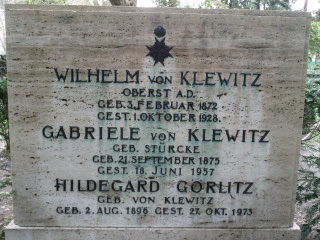 WILHELM VON KLEWITZ
OBERST A.D.
GEB. 3. FEBRUAR 1872
GEST. 1. OKTOBER 1928.
GABRIELE VON KLEWITZ
GEB. STÜRCKE
GEB. 21. SEPTEMBER 1875
GEST. 18. JUNI 1957
HILDEGARD GÖRLITZ
GEB. VON KLEWITZ
GEB. 2. AUG. 1896 GEST. 27. OKT. 1973